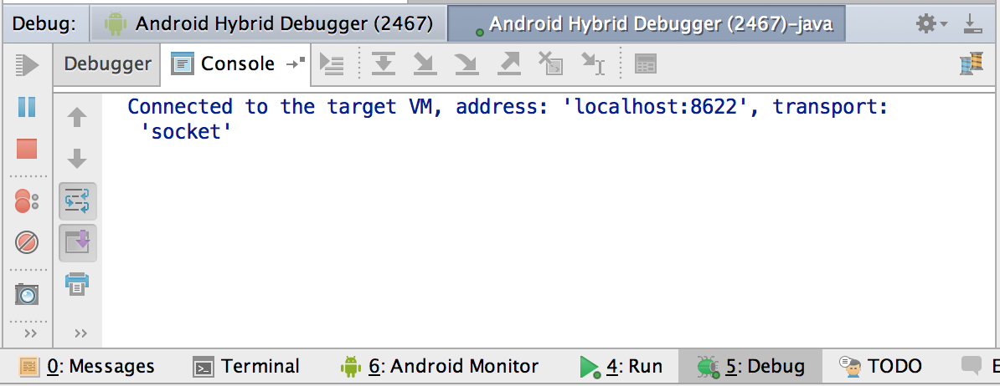 Debug: Android Hybrid Debugger (2467) Android Hybrid Debugger (2467)-java
Debugger Console
Connected to the target VM, address: 'localhost:8622', transport:
'socket'
0: Messages Terminal 6: Android Monitor 4: Run 5: Debug TODO E